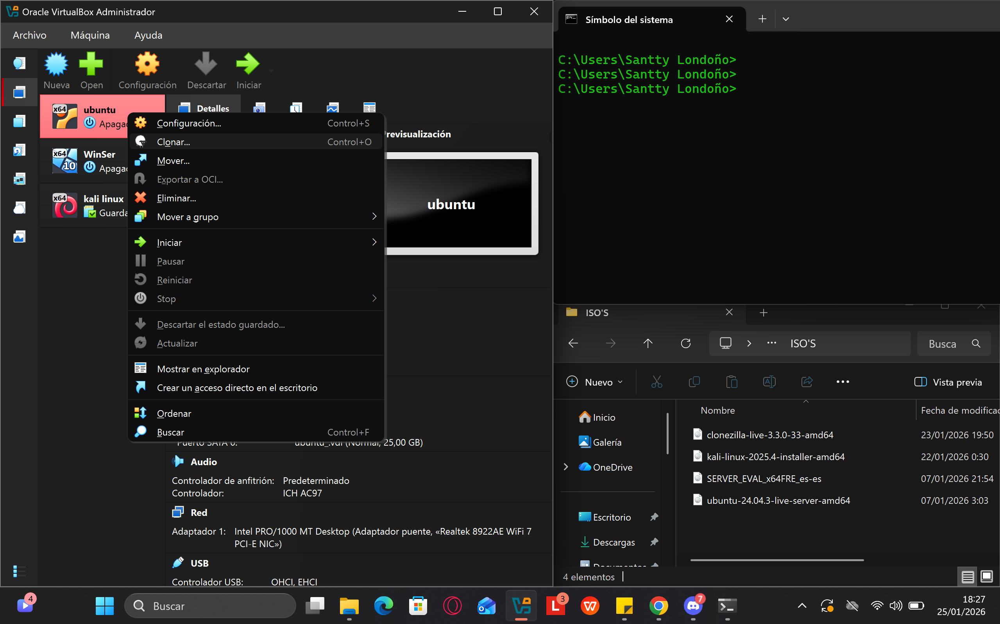 Oracle VirtualBox Administrador
Archivo Máquina Ayuda
Nueva Open Configuración Descartar Iniciar
x64 ubuntu
Apagad
x64 WinSer
10 Apagad
x64 kali linux
Guarda
Detalles
revisualización
ubuntu
Configuración... Control+S
Clonar... Control+O
Mover...
Exportar a OCI...
Eliminar...
Mover a grupo
Iniciar
Pausar
Reiniciar
Stop
Descartar el estado guardado...
Actualizar
Mostrar en explorador
Crear un acceso directo en el escritorio
Ordenar
Buscar Control+F
Puerto SATA 0: ubuntu_.vdi (Normal, 25,00 GB)
Audio
Controlador de anfitrión: Predeterminado
Controlador: ICH AC97
Red
Adaptador 1: Intel PRO/1000 MT Desktop (Adaptador puente, «Realtek 8922AE WiFi 7
PCI-E NIC»)
USB
Controlador USB: OHCI, EHCI
Símbolo del sistema
C:\Users\Santty Londoño>
C:\Users\Santty Londoño>
C:\Users\Santty Londoño>
ISO'S
ISO'S
Busca
Nuevo
Vista previa
Inicio
Galería
OneDrive
Escritorio
Descargas
Documentos
Nombre Fecha de modificac
clonezilla-live-3.3.0-33-amd64 23/01/2026 19:50
kali-linux-2025.4-installer-amd64 22/01/2026 0:30
SERVER_EVAL_x64FRE_es-es 07/01/2026 21:54
ubuntu-24.04.3-live-server-amd64 07/01/2026 3:03
4 elementos
4
Buscar
3
7
18:27
25/01/2026